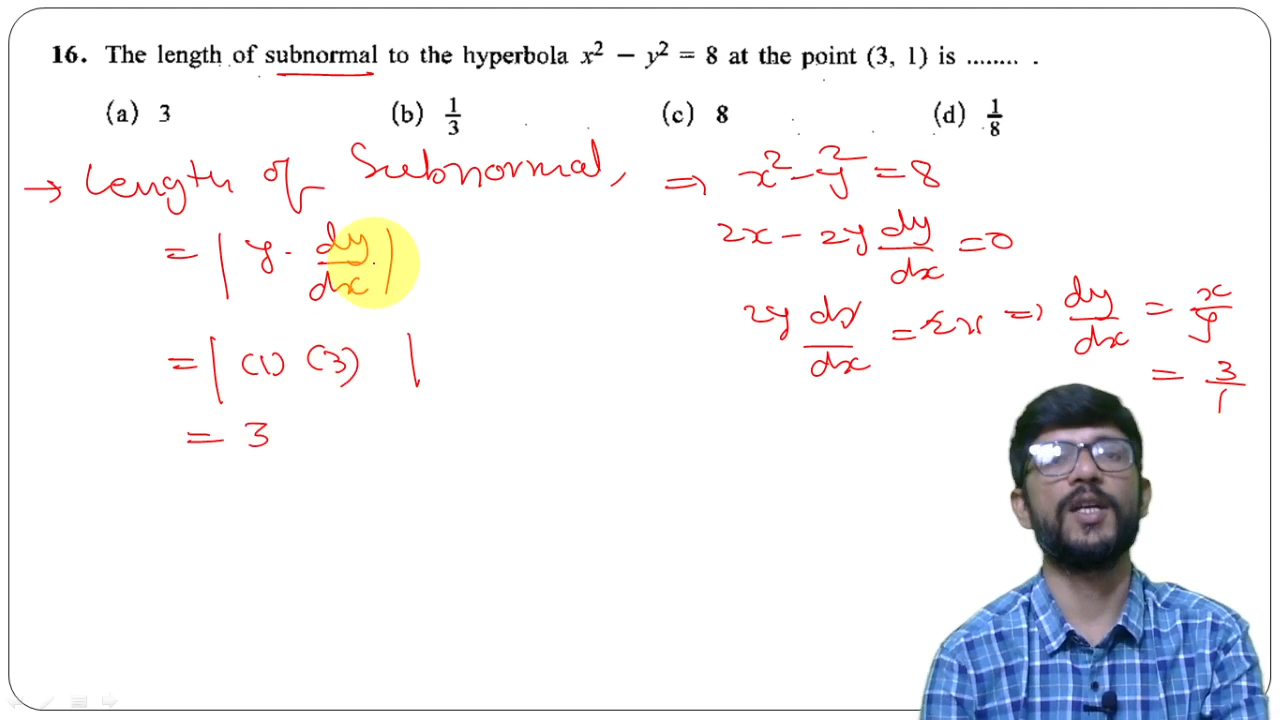 16. The length of subnormal to the hyperbola x² − y² = 8 at the point (3, 1) is ........ .
(a) 3 (b) 1/3 (c) 8 (d) 1/8
→ Length of Subnormal,
= | y · dy/dx |
= | (1) (3) |
= 3
⇒ x² − y² = 8
2x − 2y dy/dx = 0
2y dy/dx = 2x ⇒ dy/dx = x/y
= 3/1